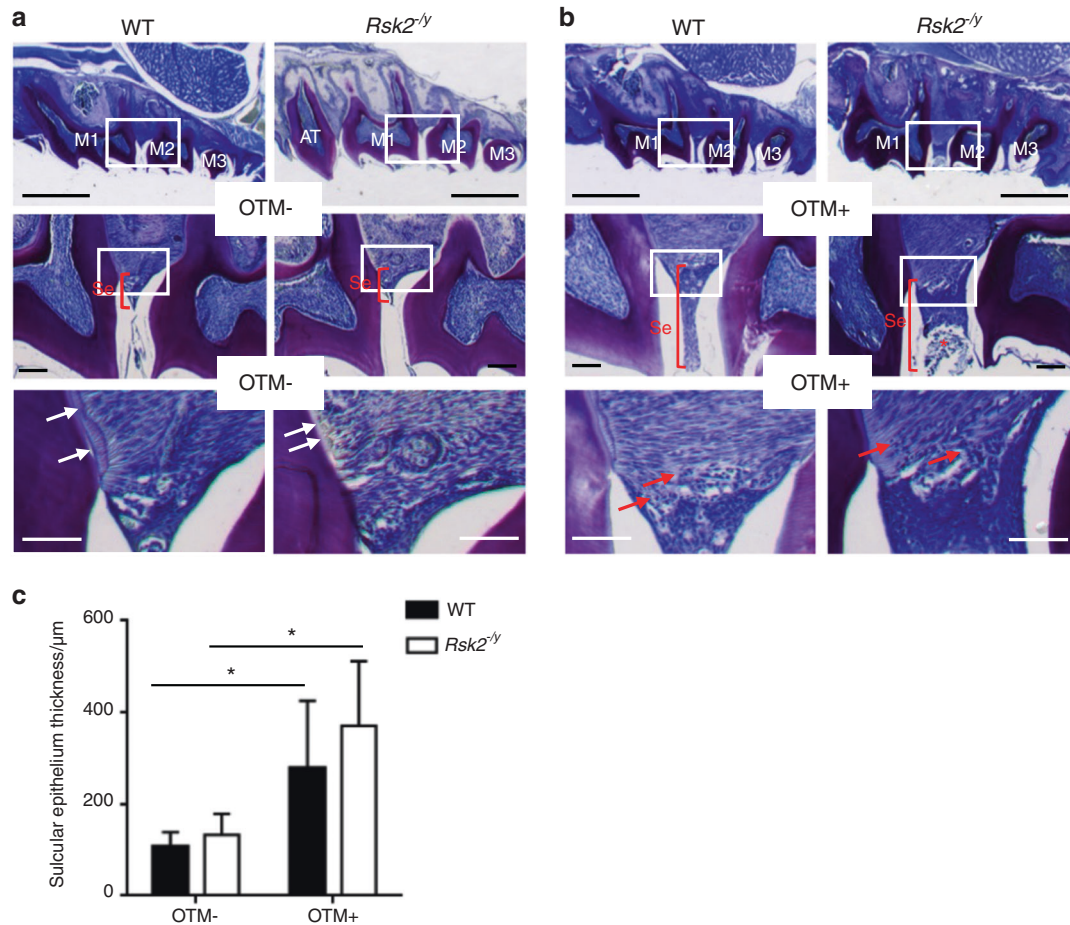 a
WT
Rsk2-/y
M1
M2
M3
AT
M1
M2
M3
OTM-
Se
Se
OTM-
b
WT
Rsk2-/y
M1
M2
M3
M1
M2
M3
OTM+
Se
Se
*
OTM+
c
Sulcular epithelium thickness/µm
600
400
200
0
*
*
WT
Rsk2-/y
OTM-
OTM+